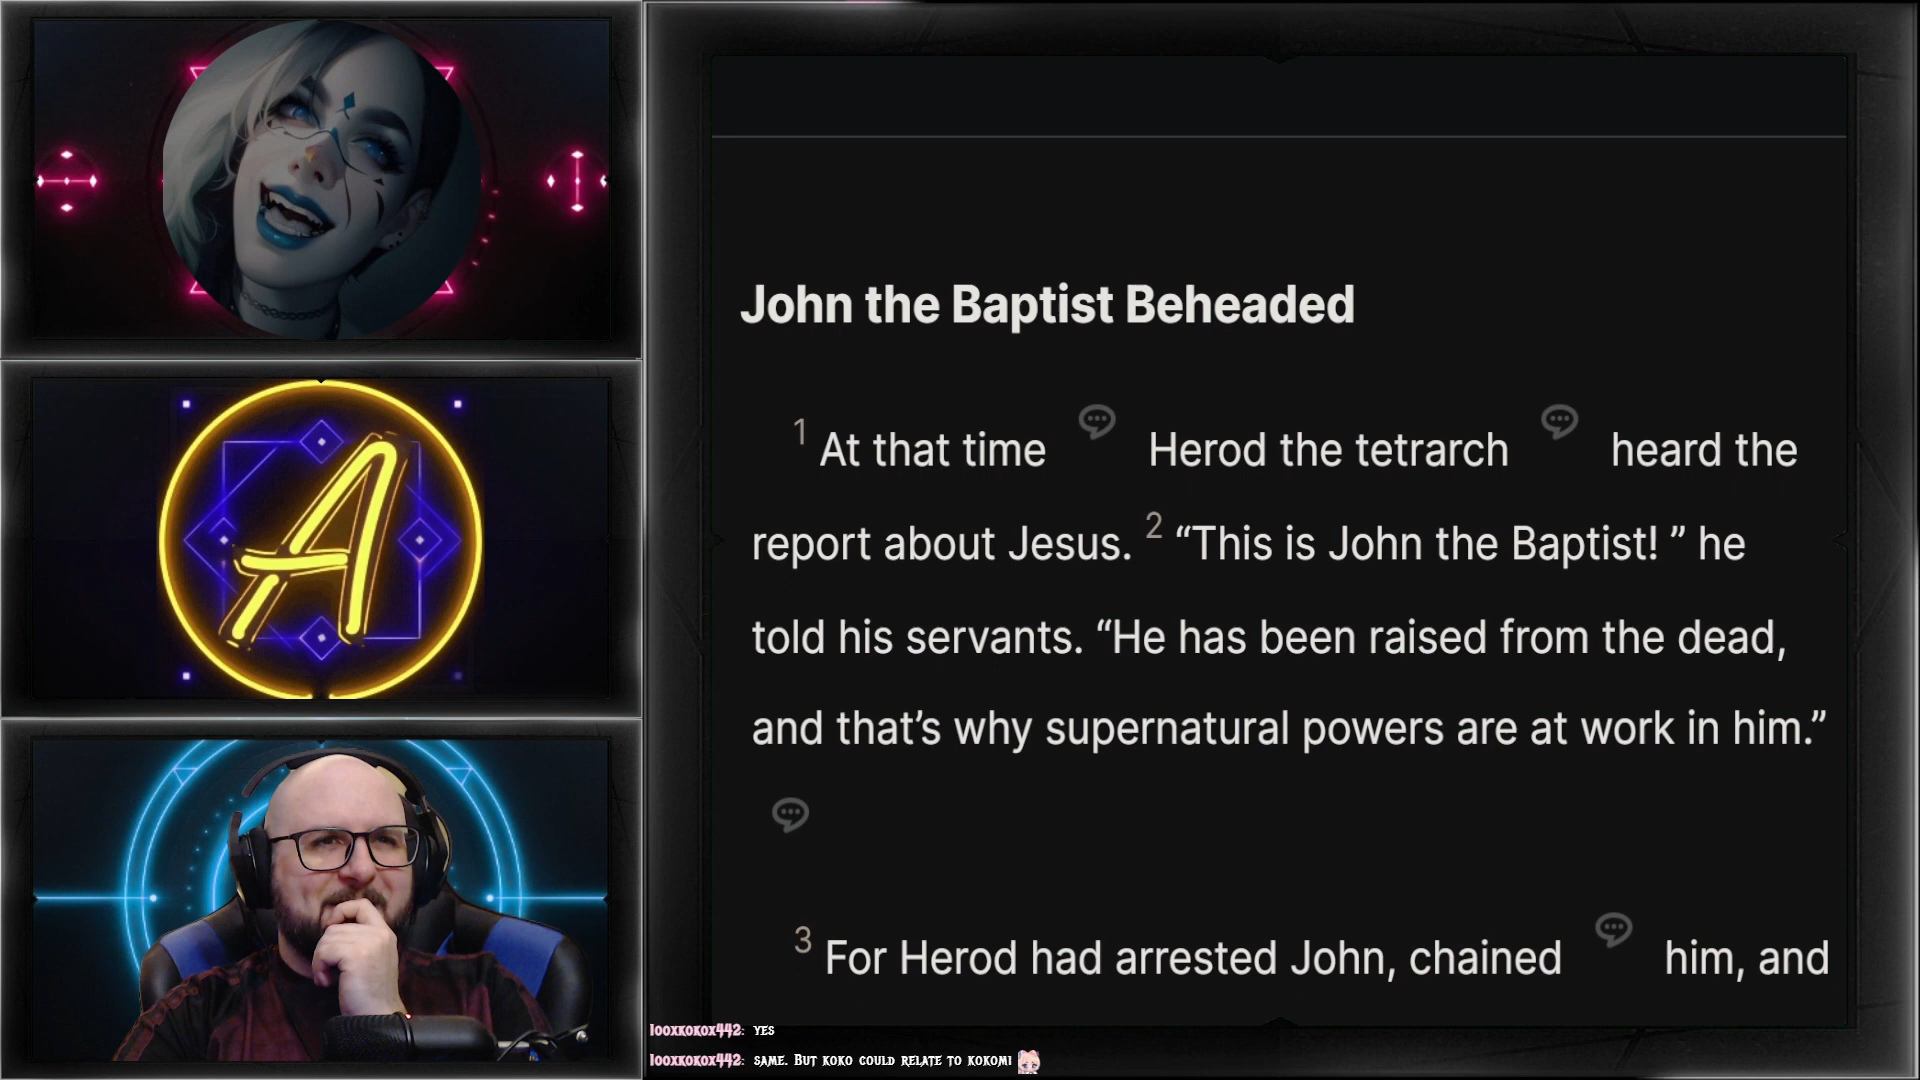 John the Baptist Beheaded
1 At that time Herod the tetrarch heard the
report about Jesus. 2 “This is John the Baptist! ” he
told his servants. “He has been raised from the dead,
and that’s why supernatural powers are at work in him.”
3 For Herod had arrested John, chained him, and
A
looxkokox442: YES
looxkokox442: SAME. BUT KOKO COULD RELATE TO KOKOMI